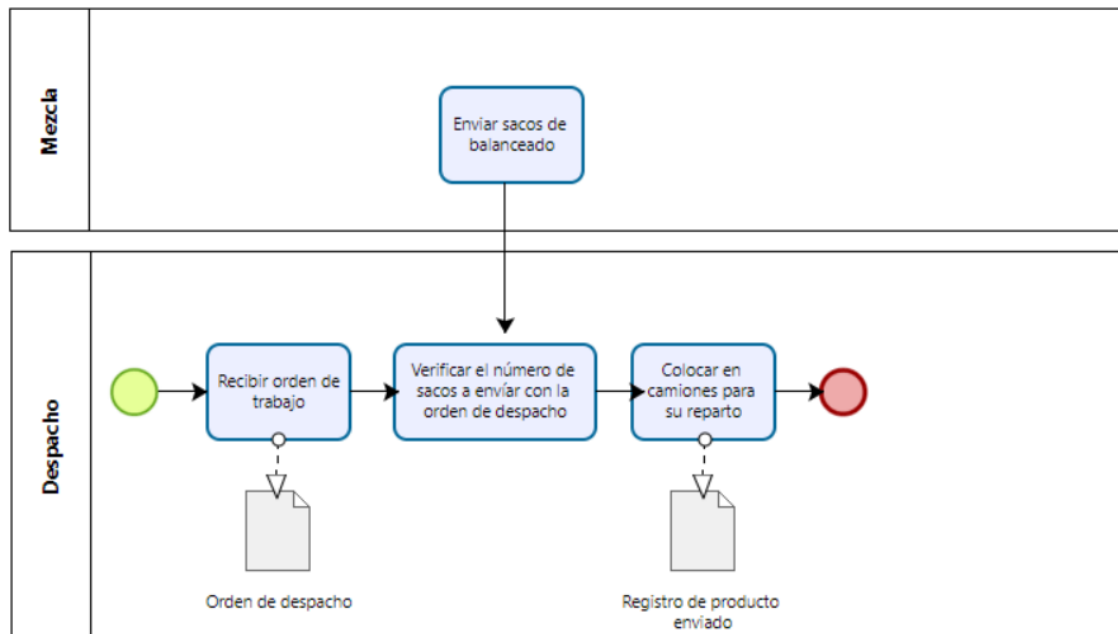 Mezcla
Enviar sacos de
balanceado
Despacho
Recibir orden de
trabajo
Verificar el número de
sacos a envíar con la
orden de despacho
Colocar en
camiones para
su reparto
Orden de despacho
Registro de producto
enviado